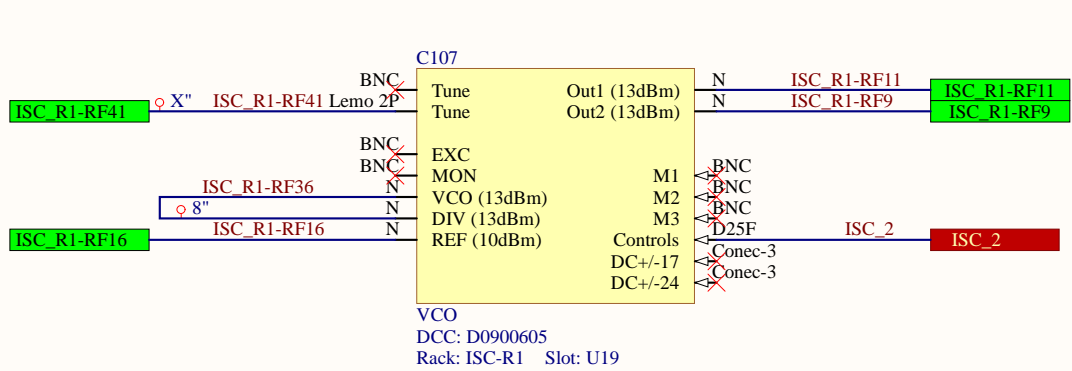 C107
BNC Tune Out1 (13dBm) N ISC_R1-RF11 ISC_R1-RF11
ISC_R1-RF41 X" ISC_R1-RF41 Lemo 2P Tune Out2 (13dBm) N ISC_R1-RF9 ISC_R1-RF9
BNC EXC
BNC MON M1 BNC
ISC_R1-RF36 N VCO (13dBm) M2 BNC
8" N DIV (13dBm) M3 BNC
ISC_R1-RF16 ISC_R1-RF16 N REF (10dBm) Controls D25F ISC_2 ISC_2
DC+/-17 Conec-3
DC+/-24 Conec-3
VCO
DCC: D0900605
Rack: ISC-R1 Slot: U19